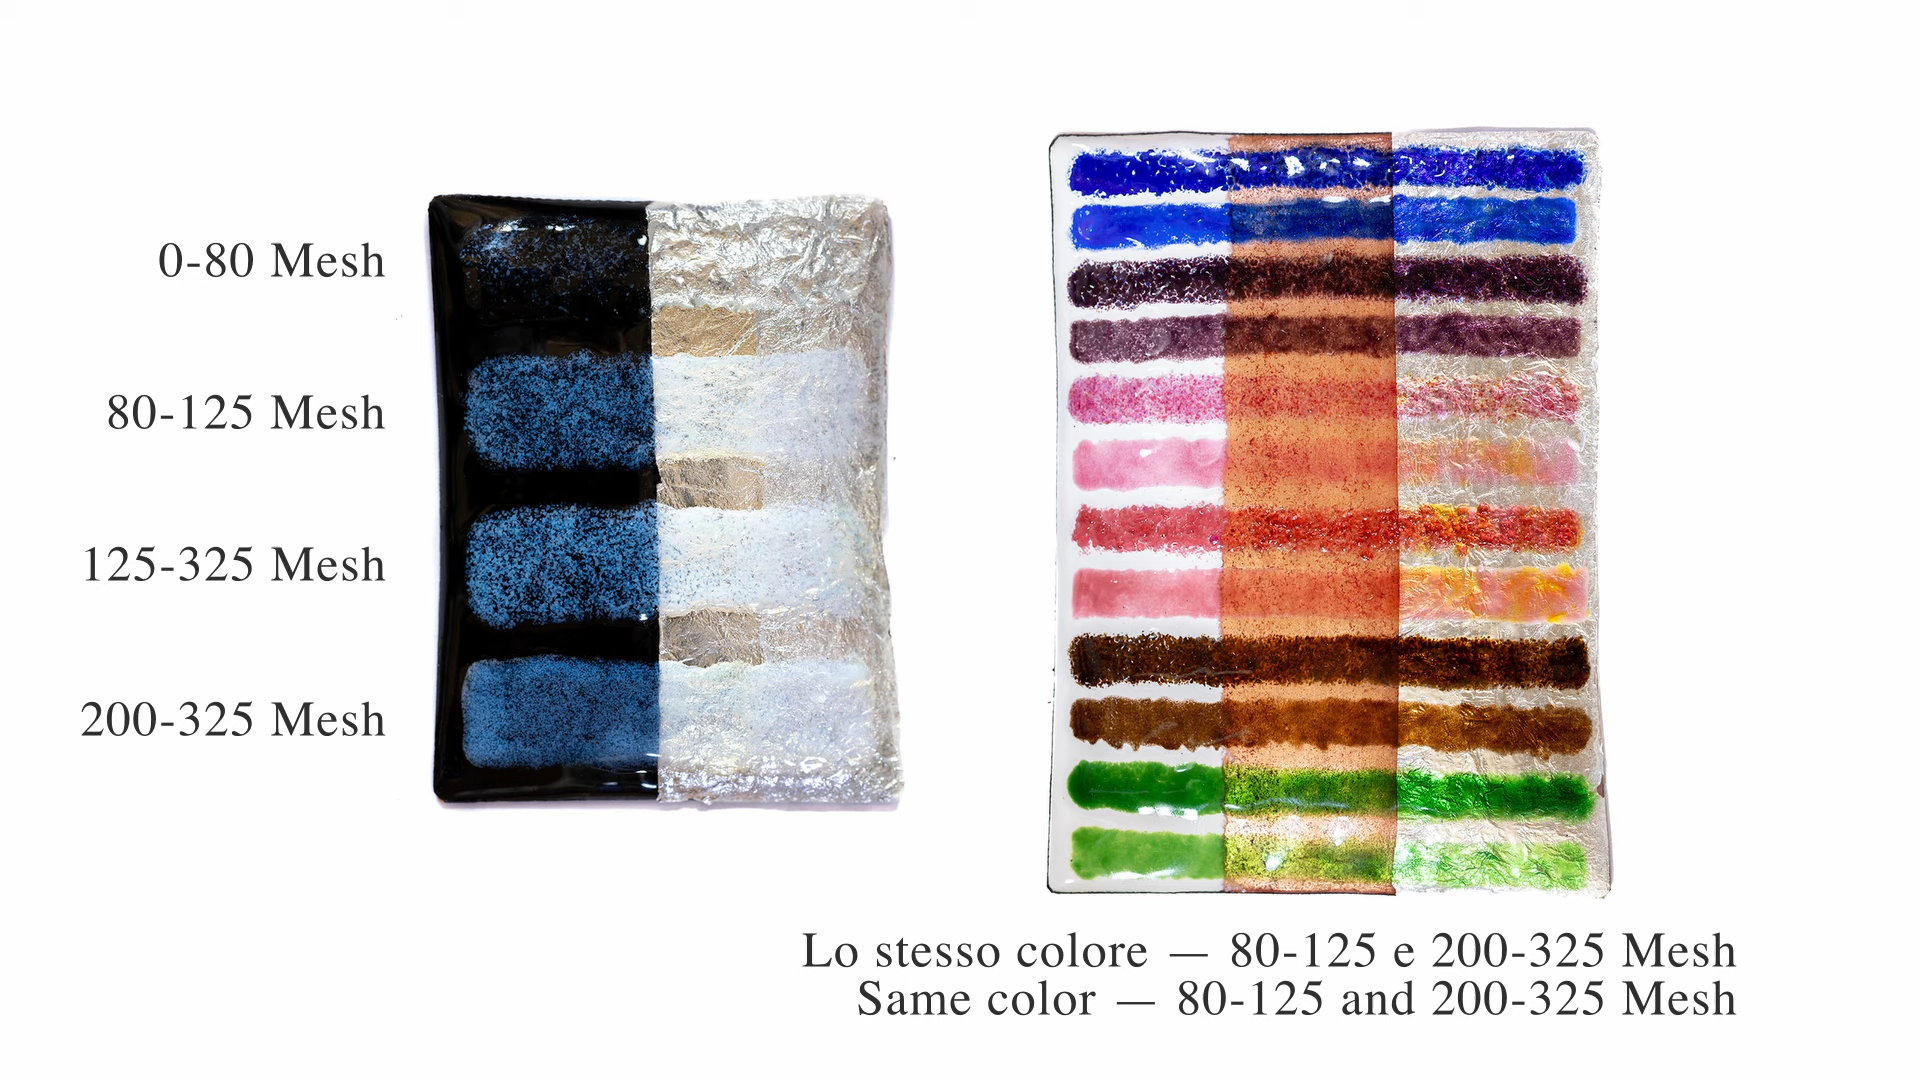 0-80 Mesh
80-125 Mesh
125-325 Mesh
200-325 Mesh
Lo stesso colore — 80-125 e 200-325 Mesh
Same color — 80-125 and 200-325 Mesh